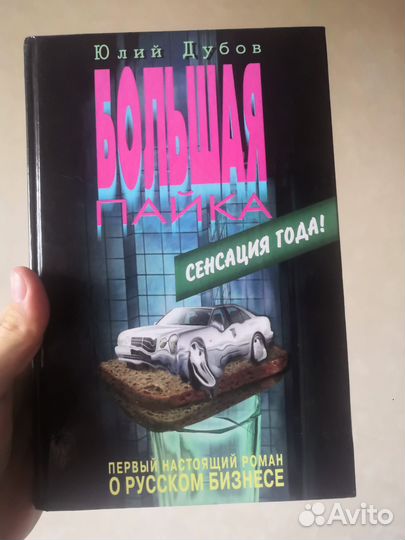 Юлий Дубов
БОЛЬШАЯ
ПАЙКА
СЕНСАЦИЯ ГОДА!
ПЕРВЫЙ НАСТОЯЩИЙ РОМАН
О РУССКОМ БИЗНЕСЕ
Avito